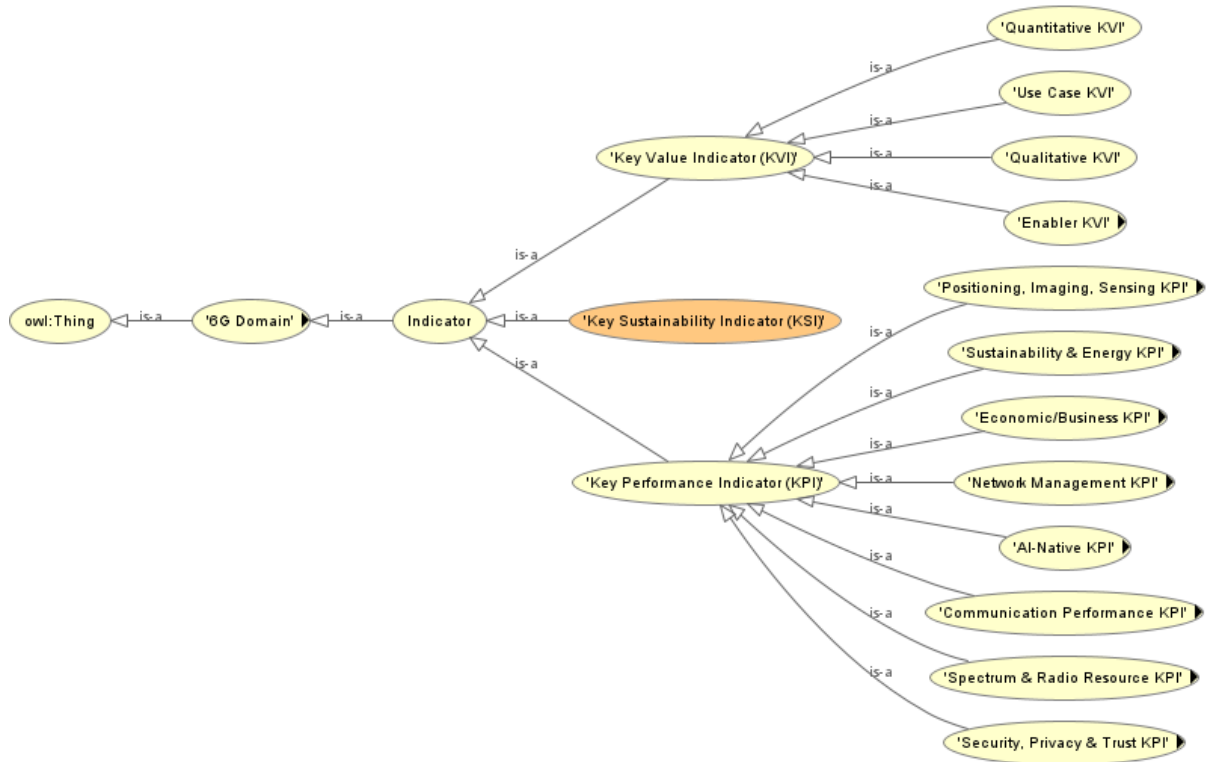 'Quantitative KVI'
is-a
'Use Case KVI'
is-a
'Key Value Indicator (KVI)'
is-a
'Qualitative KVI'
is-a
'Enabler KVI'
is-a
'Positioning, Imaging, Sensing KPI'
is-a
owl:Thing
is-a
'6G Domain'
is-a
Indicator
is-a
'Key Sustainability Indicator (KSI)'
'Sustainability & Energy KPI'
is-a
is-a
'Economic/Business KPI'
is-a
'Key Performance Indicator (KPI)'
is-a
'Network Management KPI'
is-a
'AI-Native KPI'
is-a
'Communication Performance KPI'
is-a
'Spectrum & Radio Resource KPI'
is-a
'Security, Privacy & Trust KPI'